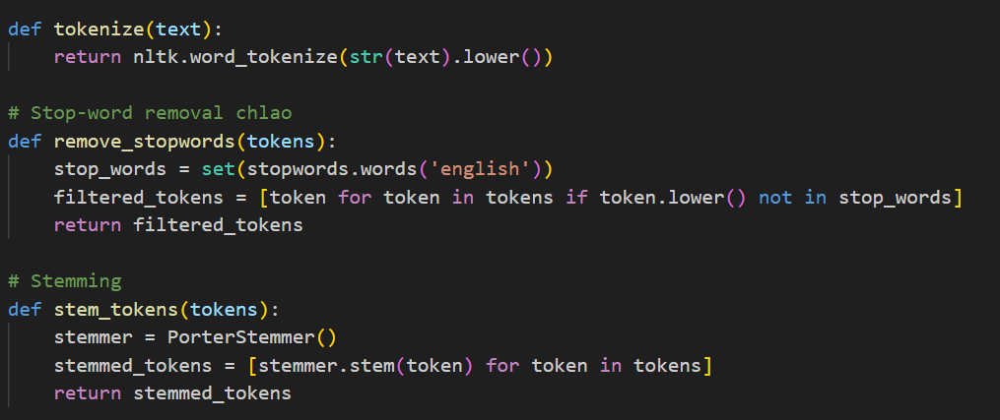 def tokenize(text):
    return nltk.word_tokenize(str(text).lower())

# Stop-word removal chlao
def remove_stopwords(tokens):
    stop_words = set(stopwords.words('english'))
    filtered_tokens = [token for token in tokens if token.lower() not in stop_words]
    return filtered_tokens

# Stemming
def stem_tokens(tokens):
    stemmer = PorterStemmer()
    stemmed_tokens = [stemmer.stem(token) for token in tokens]
    return stemmed_tokens